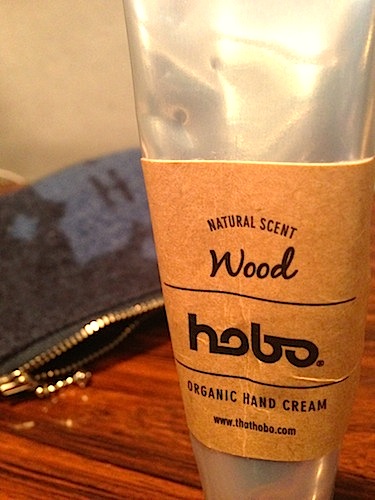 NATURAL SCENT
Wood
hobo®
ORGANIC HAND CREAM
www.thathobo.com
H